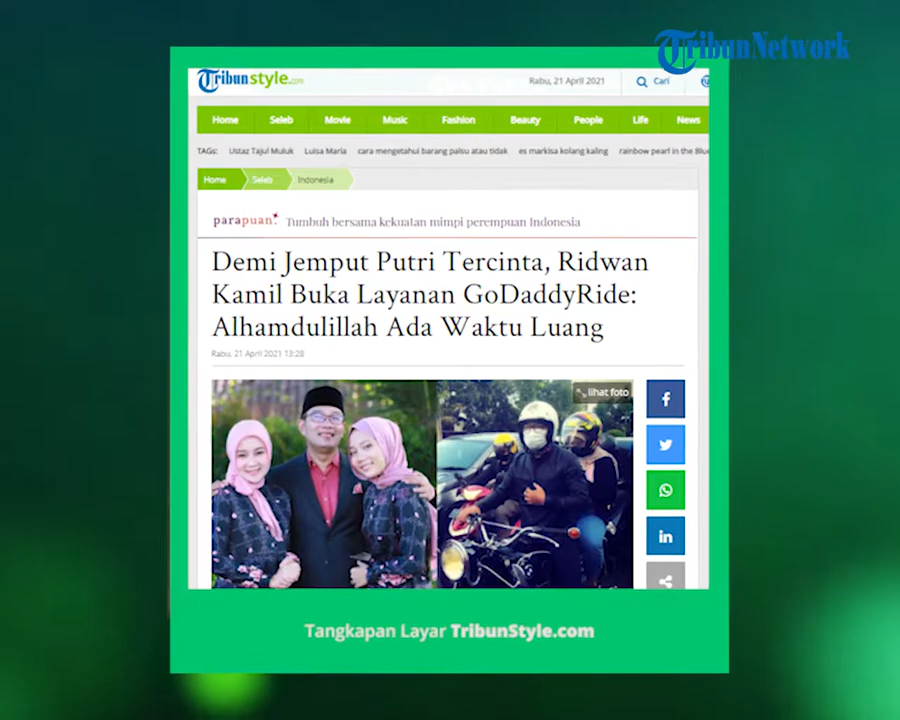 TribunNetwork
Tribunstyle.com
Rabu, 21 April 2021
Cari
Home Seleb Movie Music Fashion Beauty People Life News
TAGs: Ustaz Tajul Muluk Luisa Maria cara mengetahui barang palsu atau tidak es markisa kolang kaling rainbow pearl in the Blue
Home Seleb Indonesia
parapuan. Tumbuh bersama kekuatan mimpi perempuan Indonesia
Demi Jemput Putri Tercinta, Ridwan
Kamil Buka Layanan GoDaddyRide:
Alhamdulillah Ada Waktu Luang
Rabu, 21 April 2021 13:28
lihat foto
Tangkapan Layar TribunStyle.com